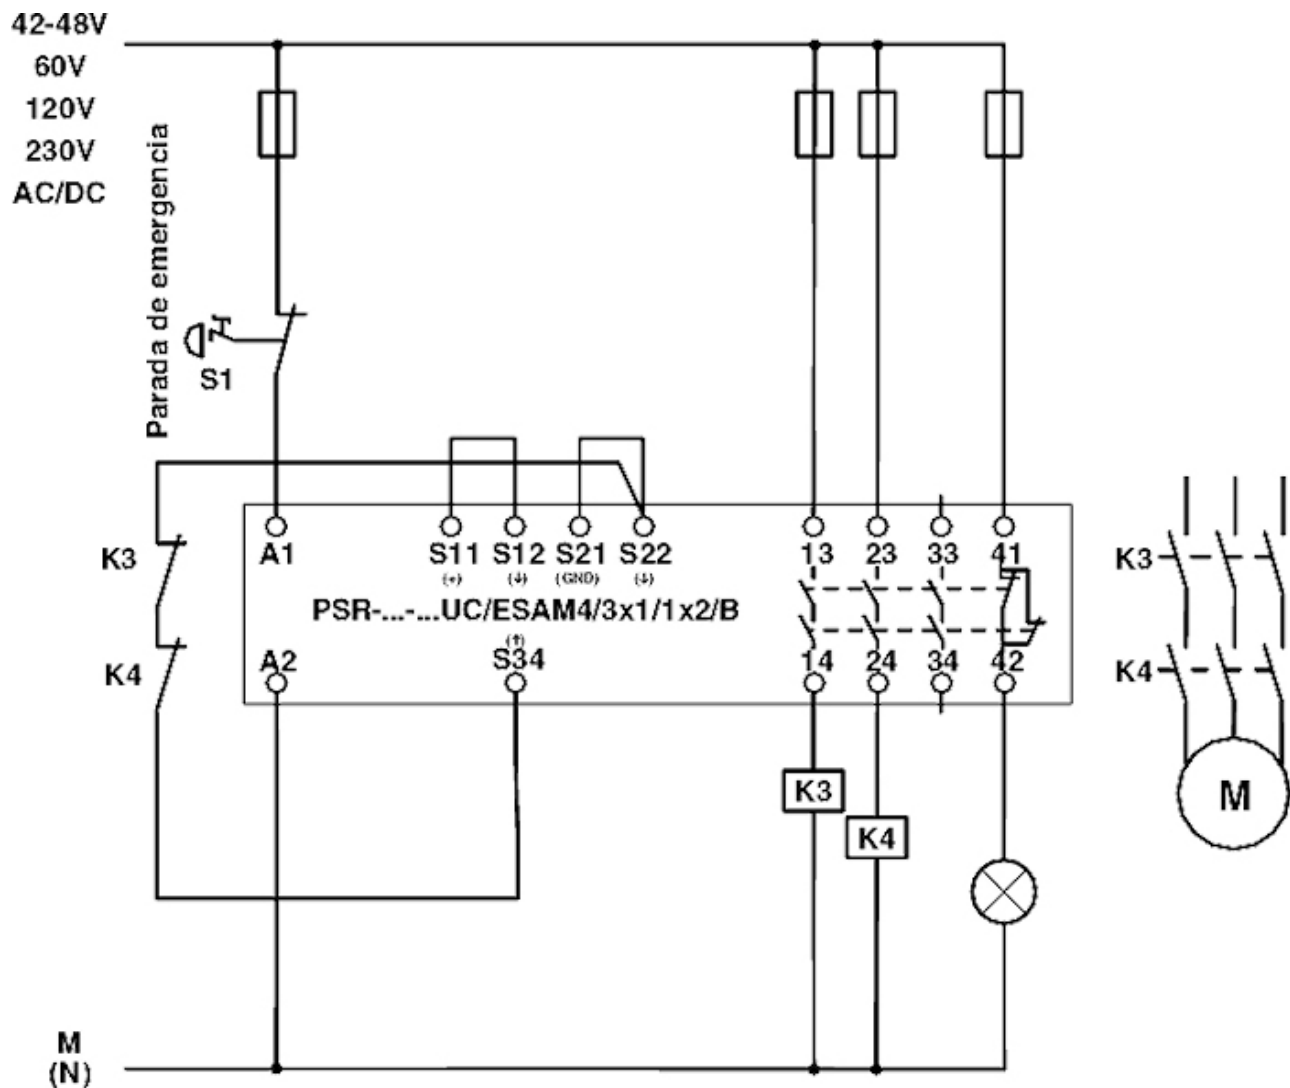 42-48V
60V
120V
230V
AC/DC
Parada de emergencia
S1
A1
S11
S12
S21
S22
13
23
33
41
(+)
(↓)
(GND)
(↓)
K3
K3
PSR-...-...UC/ESAM4/3x1/1x2/B
(↑)
A2
S34
14
24
34
42
K4
K4
K3
M
K4
M
(N)